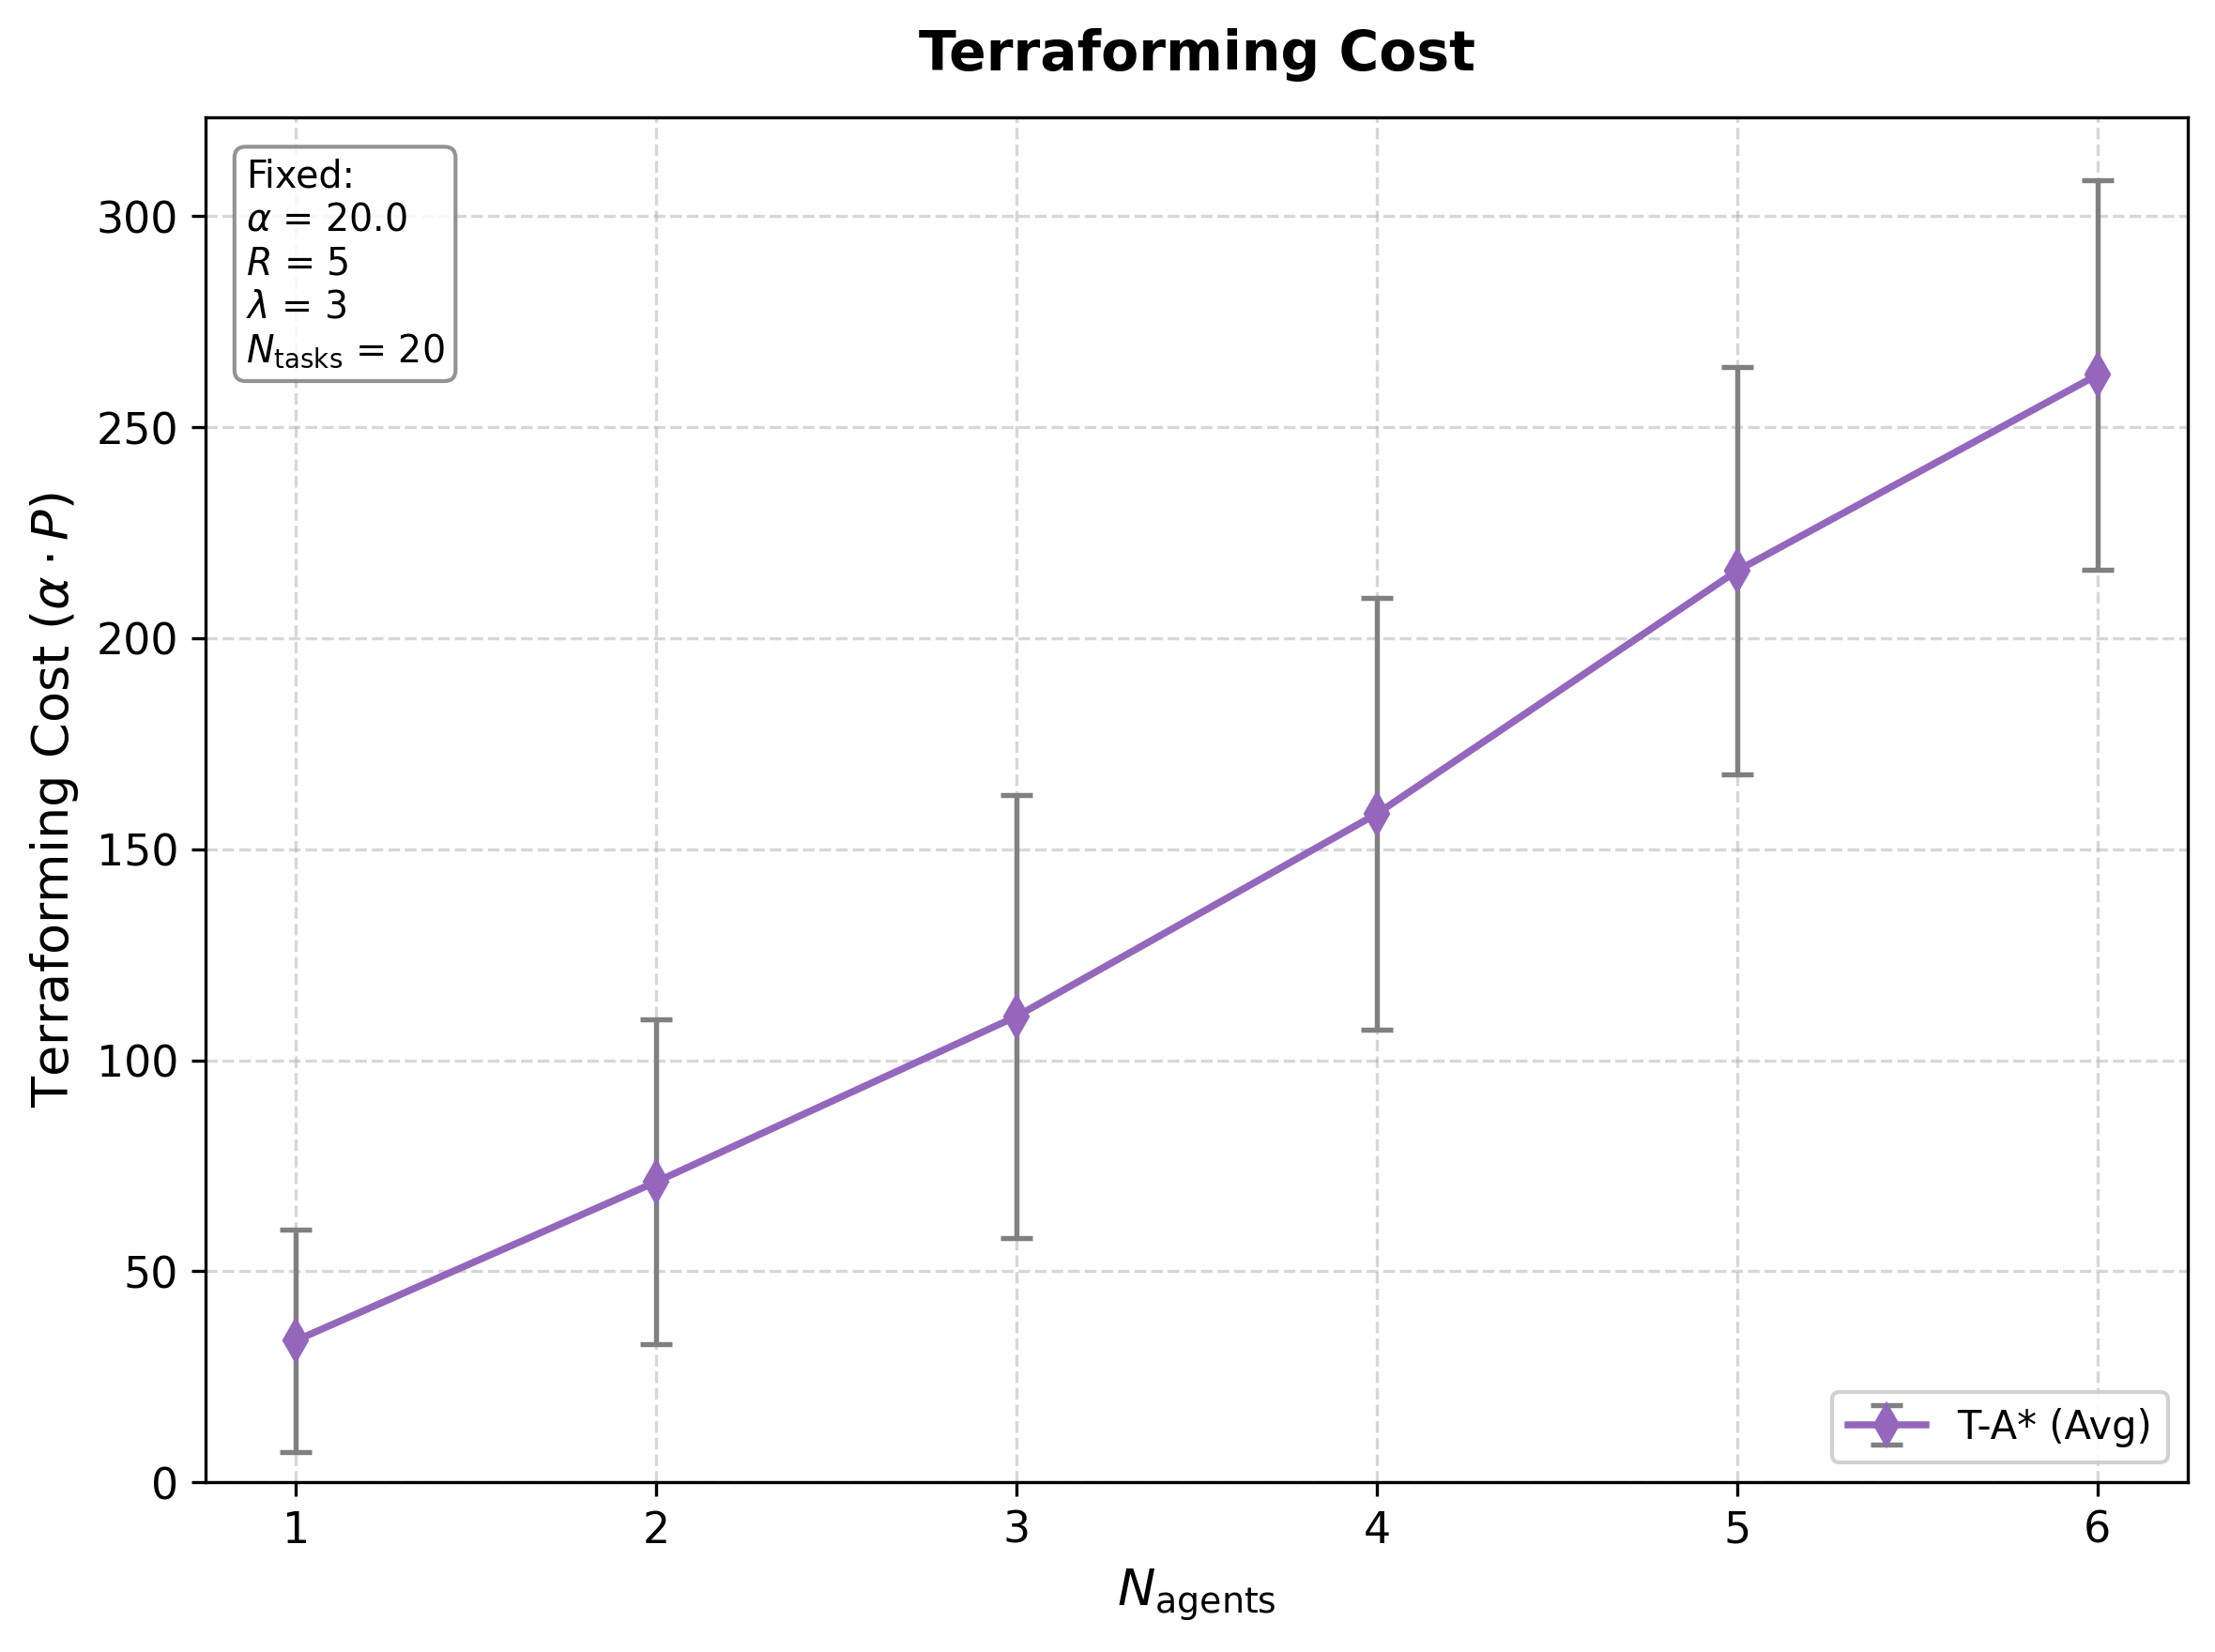 Terraforming Cost
Fixed:
α = 20.0
R = 5
λ = 3
N_tasks = 20
Terraforming Cost (α · P)
300
250
200
150
100
50
0
1 2 3 4 5 6
N_agents
T-A* (Avg)